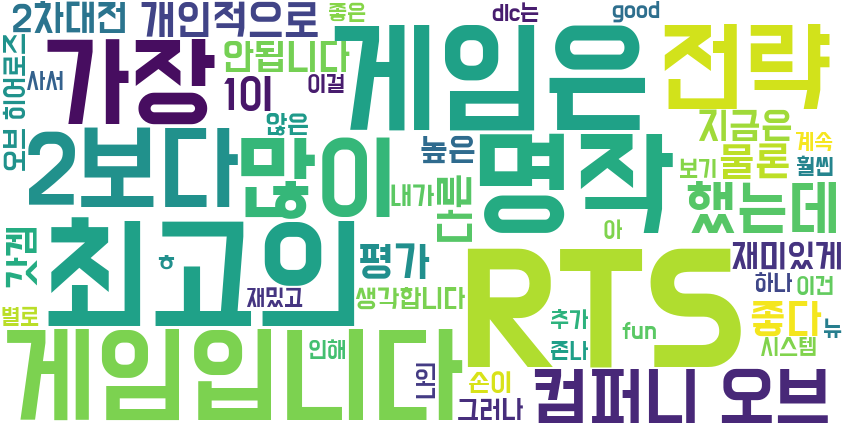 2차대전
개인적으로
좋은
dlc는
good
가장
안됩니다
1이
이걸
게임은
전략
오브 히어로즈
사서
2보다
많이
않은
높은
명작
지금은
계속
보기
물론
훨씬
내가
다른
했는데
갓겜
최고의
ㅎ
평가
아
재미있게
RTS
재밌고
생각합니다
하나
이건
별로
게임입니다
인해
추가
존나
fun
좋다
뉴
시스템
나의
손이
그러나
컴퍼니 오브